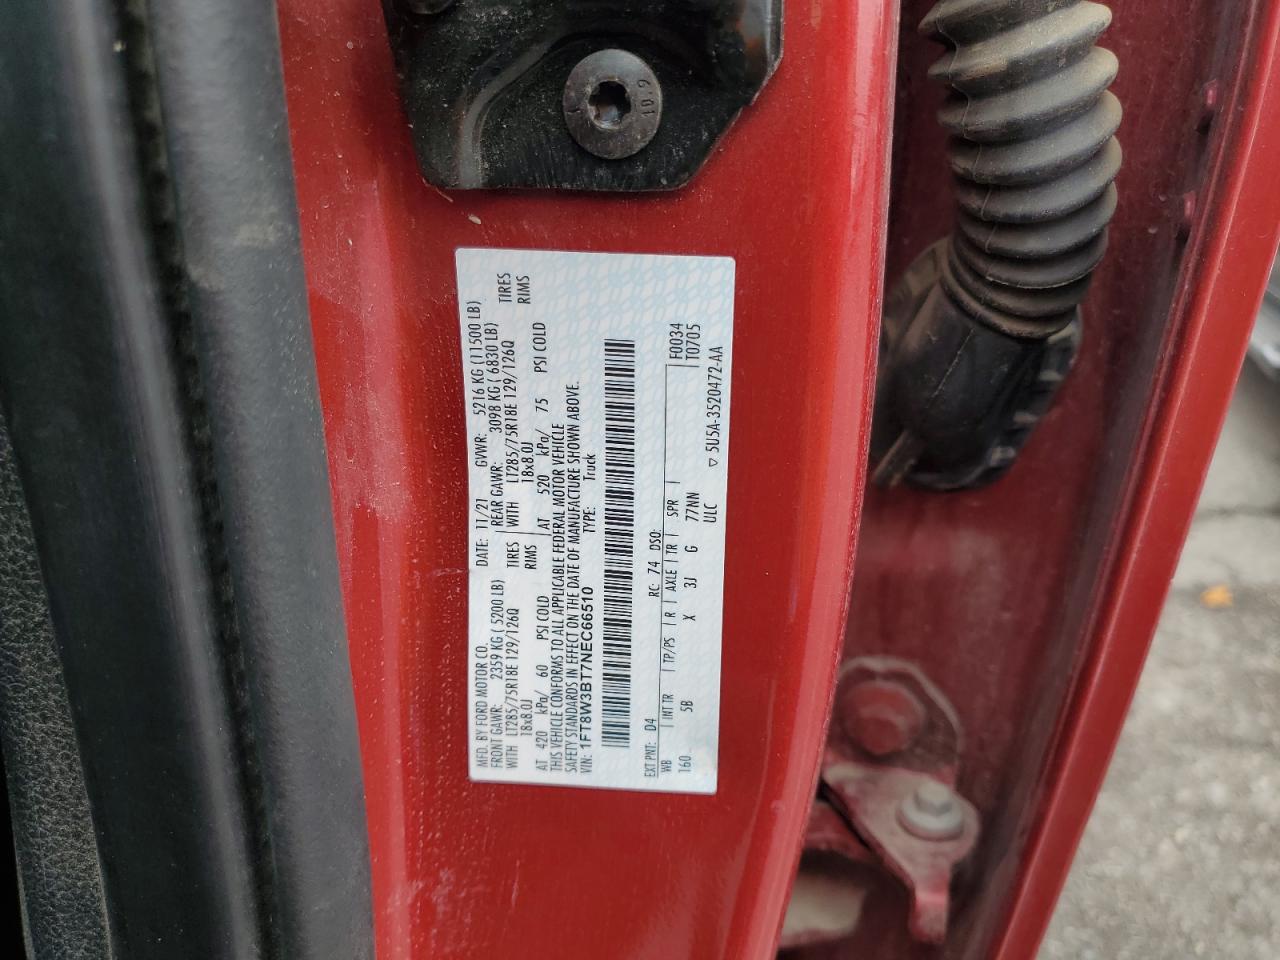 MFD. BY FORD MOTOR CO.
DATE: 11/21 GVWR: 5216 KG (11500 LB)
FRONT GAWR: 2359 KG ( 5200 LB) REAR GAWR: 3098 KG ( 6830 LB)
WITH LT285/75R18E 129/126Q TIRES WITH LT285/75R18E 129/126Q TIRES
18x8.0J RIMS 18x8.0J RIMS
AT 420 kPa/ 60 PSI COLD AT 520 kPa/ 75 PSI COLD
THIS VEHICLE CONFORMS TO ALL APPLICABLE FEDERAL MOTOR VEHICLE
SAFETY STANDARDS IN EFFECT ON THE DATE OF MANUFACTURE SHOWN ABOVE.
VIN: 1FT8W3BT7NEC66510 TYPE: Truck
EXT PNT: D4 RC: 74 DSO: F0034
WB INT TR TP/PS R AXLE TR SPR T0705
160 5B X 3J G 77NN
ULC ▽ 5U5A-3520472-AA
10.9